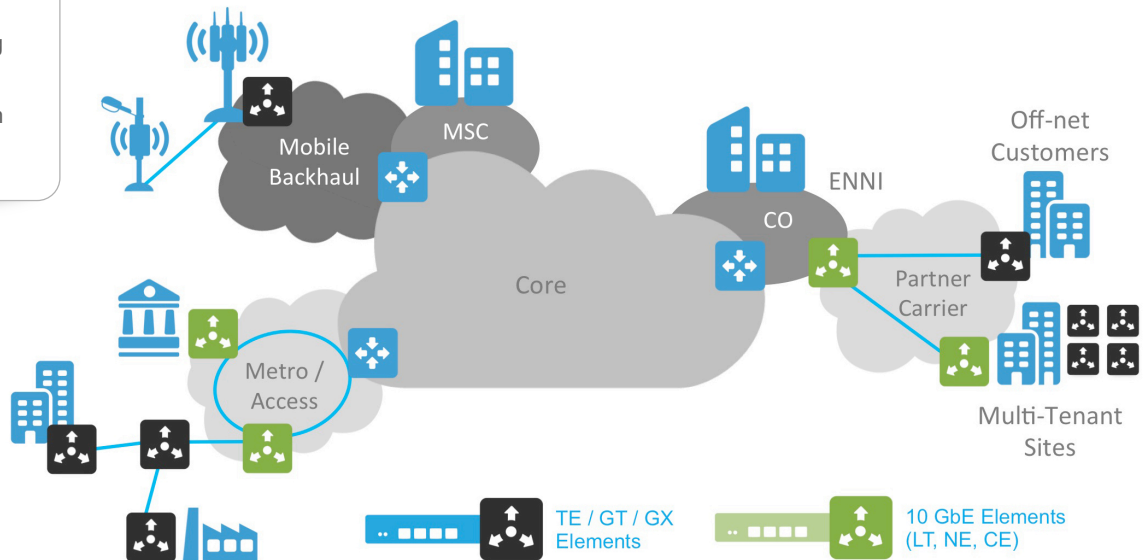 Mobile
Backhaul
MSC
Off-net
Customers
ENNI
CO
Core
Partner
Carrier
Metro /
Access
Multi-Tenant
Sites
TE / GT / GX
Elements
10 GbE Elements
(LT, NE, CE)